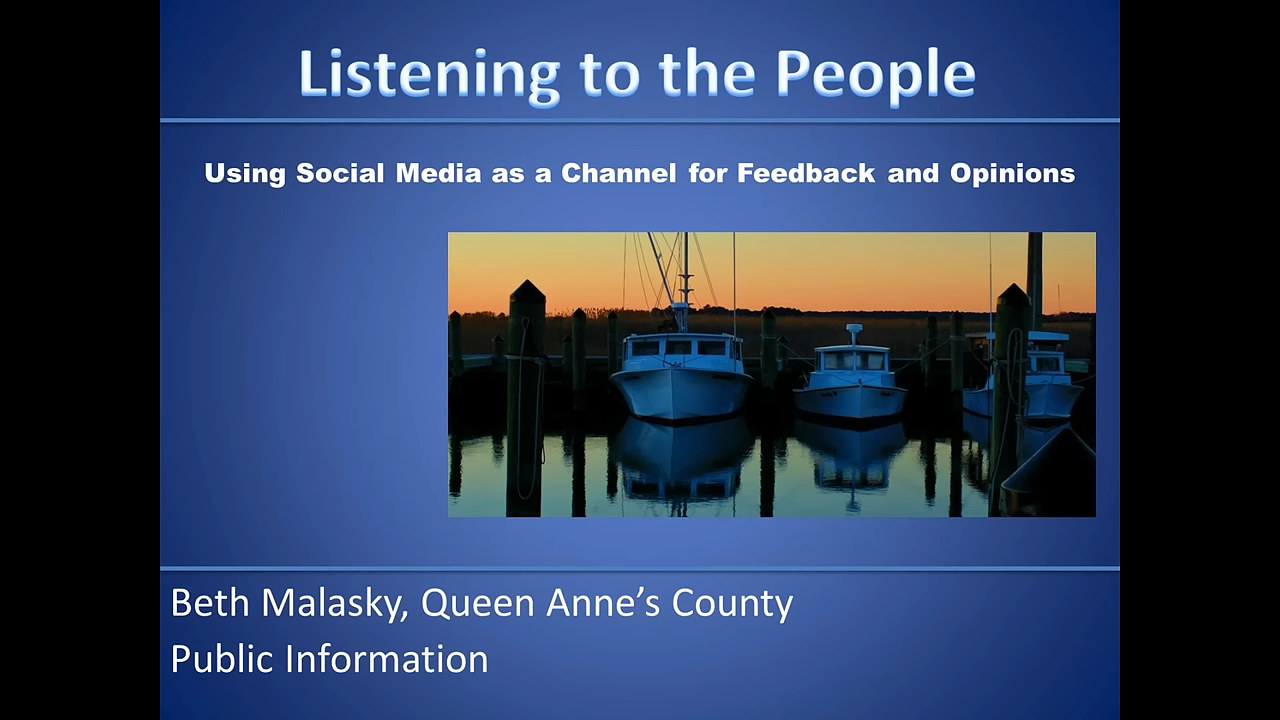 Listening to the People
Using Social Media as a Channel for Feedback and Opinions
Beth Malasky, Queen Anne’s County
Public Information